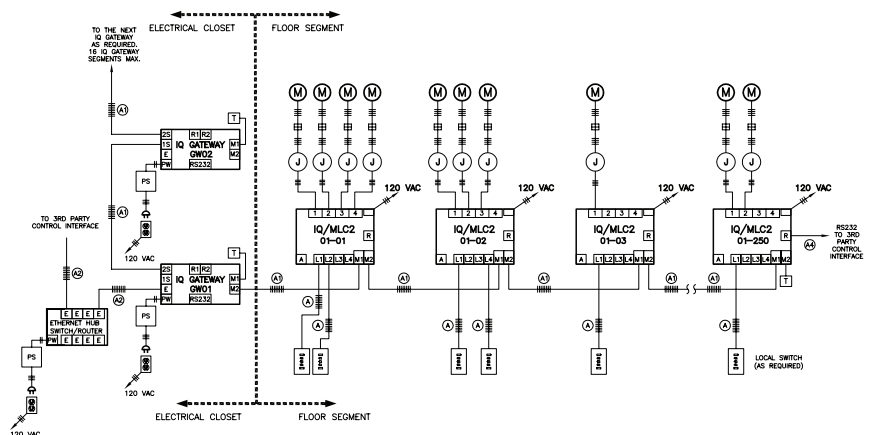 ELECTRICAL CLOSET FLOOR SEGMENT
TO THE NEXT
IQ GATEWAY
AS REQUIRED.
16 IQ GATEWAY
SEGMENTS MAX.
M M M M M M M M M M
A1
T
2S R1 R2
1S IQ GATEWAY M1
E GW02 M2
PW RS232
J J J J J J J J J J
PS
120 VAC 120 VAC 120 VAC 120 VAC
TO 3RD PARTY
CONTROL INTERFACE
A1
120 VAC
1 2 3 4
IQ/MLC2
01-01
R
A L1 L2 L3 L4 M1 M2
1 2 3 4
IQ/MLC2
01-02
R
A L1 L2 L3 L4 M1 M2
1 2 3 4
IQ/MLC2
01-03
R
A L1 L2 L3 L4 M1 M2
1 2 3 4
IQ/MLC2
01-250
R
A L1 L2 L3 L4 M1 M2
RS232
TO 3RD
PARTY
CONTROL
INTERFACE
A4
T
T
2S R1 R2
1S IQ GATEWAY M1
E GW01 M2
PW RS232
A2
A2
A1 A1 A1 A1 A1
E E E E
ETHERNET HUB
SWITCH/ROUTER
PW E E E E
PS
PS
A A A A A A
LOCAL SWITCH
(AS REQUIRED)
120 VAC
120 VAC
ELECTRICAL CLOSET FLOOR SEGMENT